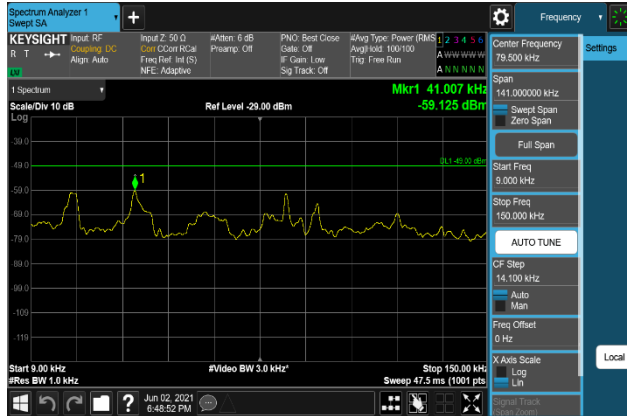 Spectrum Analyzer 1
Swept SA
+
Frequency
KEYSIGHT
R T
Input: RF
Coupling: DC
Align: Auto
Input Z: 50 Ω
Corr CCorr RCal
Freq Ref: Int (S)
NFE: Adaptive
#Atten: 6 dB
Preamp: Off
PNO: Best Close
Gate: Off
IF Gain: Low
Sig Track: Off
#Avg Type: Power (RMS
Avg|Hold: 100/100
Trig: Free Run
1 2 3 4 5 6
A W W W W W
A N N N N N
1 Spectrum
Scale/Div 10 dB
Log
Ref Level -29.00 dBm
Mkr1 41.007 kHz
-59.125 dBm
-39.0
-49.0
-59.0
-69.0
-79.0
-89.0
-99.0
-109
-119
DL1 -49.00 dBm
1
Start 9.00 kHz
#Res BW 1.0 kHz
#Video BW 3.0 kHz*
Stop 150.00 kHz
Sweep 47.5 ms (1001 pts
Jun 02, 2021
6:48:52 PM
Center Frequency
79.500 kHz
Settings
Span
141.000000 kHz
Swept Span
Zero Span
Full Span
Start Freq
9.000 kHz
Stop Freq
150.000 kHz
AUTO TUNE
CF Step
14.100 kHz
Auto
Man
Freq Offset
0 Hz
X Axis Scale
Log
Lin
Local
Signal Track
(Span Zoom)